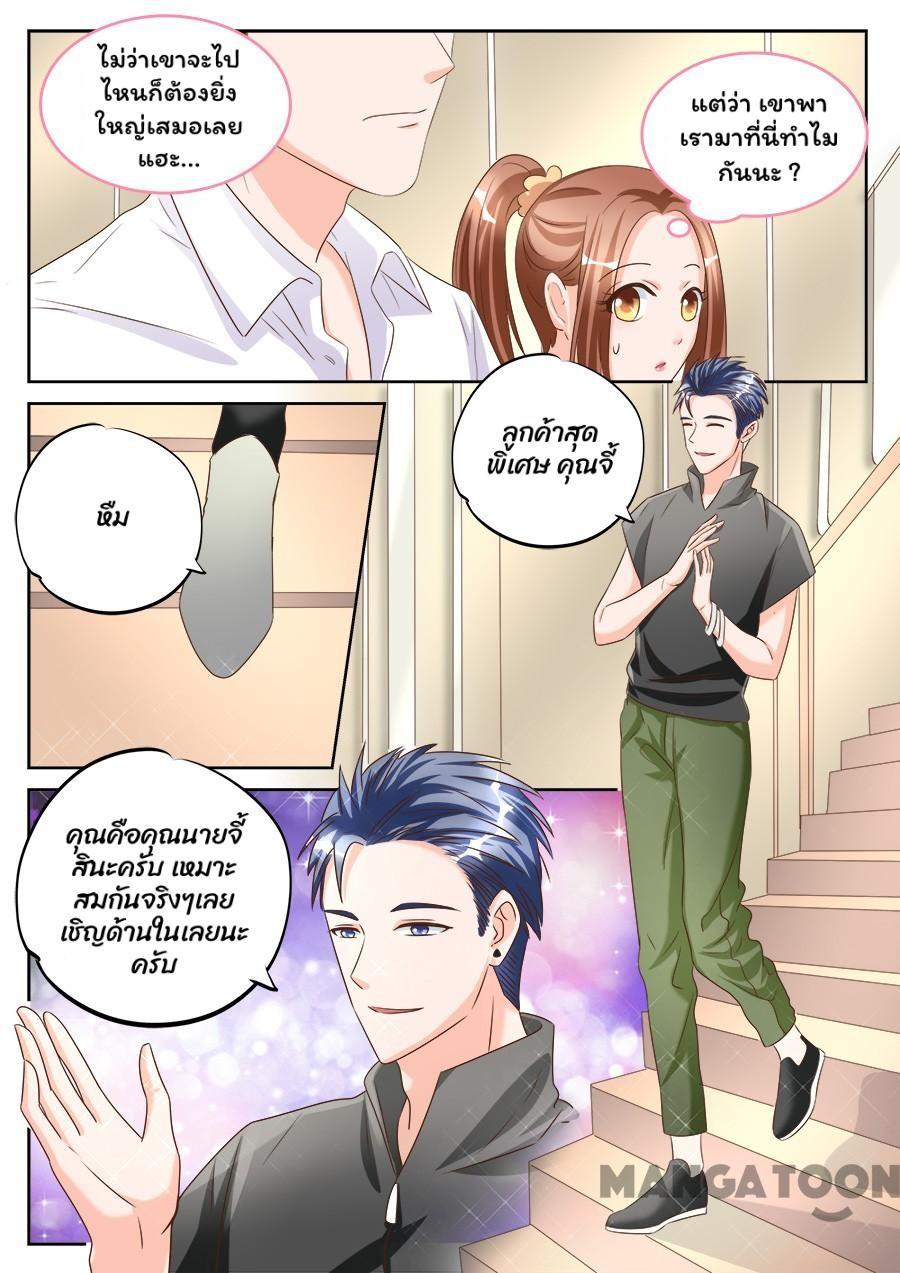 ไม่ว่าเขาจะไป
ไหนก็ต้องยิ่ง
ใหญ่เสมอเลย
แฮะ...
แต่ว่า เขาพา
เรามาที่นี่ทำไม
กันนะ ?
ลูกค้าสุด
พิเศษ คุณจี้
หืม
คุณคือคุณนายจี้
สินะครับ เหมาะ
สมกันจริงๆเลย
เชิญด้านในเลยนะ
ครับ
MANGATOON